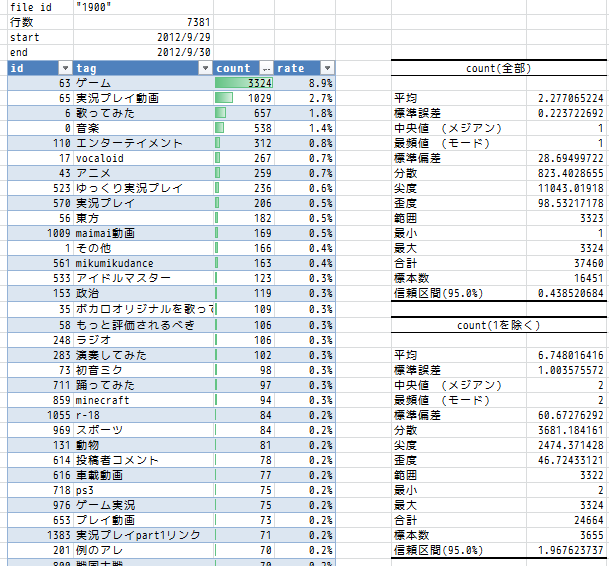 file id "1900"
行数 7381
start 2012/9/29
end 2012/9/30
id tag count rate
63 ゲーム 3324 8.9%
65 実況プレイ動画 1029 2.7%
6 歌ってみた 657 1.8%
0 音楽 538 1.4%
110 エンターテイメント 312 0.8%
17 vocaloid 267 0.7%
43 アニメ 259 0.7%
523 ゆっくり実況プレイ 236 0.6%
570 実況プレイ 206 0.5%
56 東方 182 0.5%
1009 maimai動画 169 0.5%
1 その他 166 0.4%
561 mikumikudance 163 0.4%
533 アイドルマスター 123 0.3%
153 政治 119 0.3%
35 ボカロオリジナルを歌って 109 0.3%
58 もっと評価されるべき 106 0.3%
248 ラジオ 106 0.3%
283 演奏してみた 102 0.3%
73 初音ミク 98 0.3%
711 踊ってみた 97 0.3%
859 minecraft 94 0.3%
1055 r-18 84 0.2%
969 スポーツ 84 0.2%
131 動物 81 0.2%
614 投稿者コメント 78 0.2%
616 車載動画 77 0.2%
718 ps3 75 0.2%
976 ゲーム実況 75 0.2%
653 プレイ動画 73 0.2%
1383 実況プレイpart1リンク 71 0.2%
201 例のアレ 70 0.2%
count(全部)
平均 2.277065224
標準誤差 0.223722692
中央値 (メジアン) 1
最頻値 (モード) 1
標準偏差 28.69499722
分散 823.4028655
尖度 11043.01918
歪度 98.53217178
範囲 3323
最小 1
最大 3324
合計 37460
標本数 16451
信頼区間(95.0%) 0.438520684
count(1を除く)
平均 6.748016416
標準誤差 1.003575572
中央値 (メジアン) 2
最頻値 (モード) 2
標準偏差 60.67276292
分散 3681.184161
尖度 2474.371428
歪度 46.72433121
範囲 3322
最小 2
最大 3324
合計 24664
標本数 3655
信頼区間(95.0%) 1.967623737